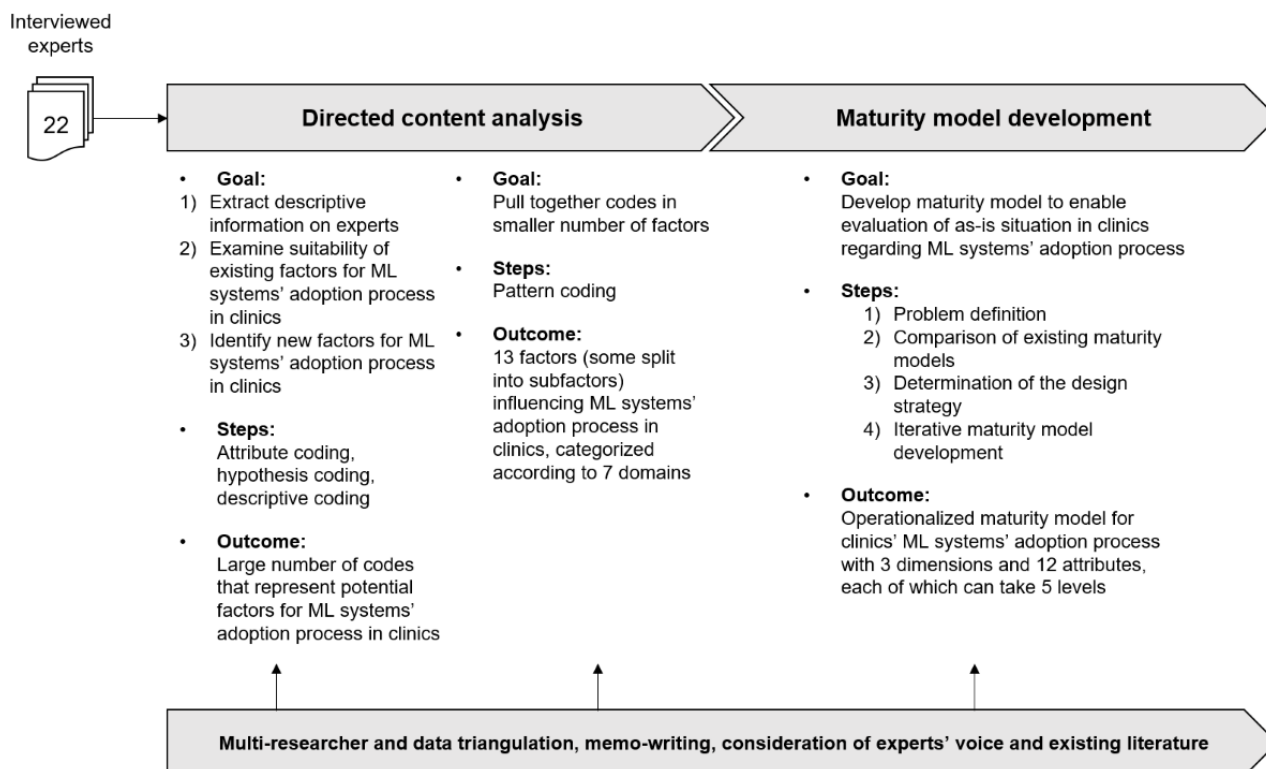 Interviewed
experts
22
Directed content analysis
Maturity model development
• Goal:
1) Extract descriptive
information on experts
2) Examine suitability of
existing factors for ML
systems’ adoption process
in clinics
3) Identify new factors for ML
systems’ adoption process
in clinics
• Steps:
Attribute coding,
hypothesis coding,
descriptive coding
• Outcome:
Large number of codes
that represent potential
factors for ML systems’
adoption process in clinics
• Goal:
Pull together codes in
smaller number of factors
• Steps:
Pattern coding
• Outcome:
13 factors (some split
into subfactors)
influencing ML systems’
adoption process in
clinics, categorized
according to 7 domains
• Goal:
Develop maturity model to enable
evaluation of as-is situation in clinics
regarding ML systems’ adoption process
• Steps:
1) Problem definition
2) Comparison of existing maturity
models
3) Determination of the design
strategy
4) Iterative maturity model
development
• Outcome:
Operationalized maturity model for
clinics’ ML systems’ adoption process
with 3 dimensions and 12 attributes,
each of which can take 5 levels
Multi-researcher and data triangulation, memo-writing, consideration of experts’ voice and existing literature